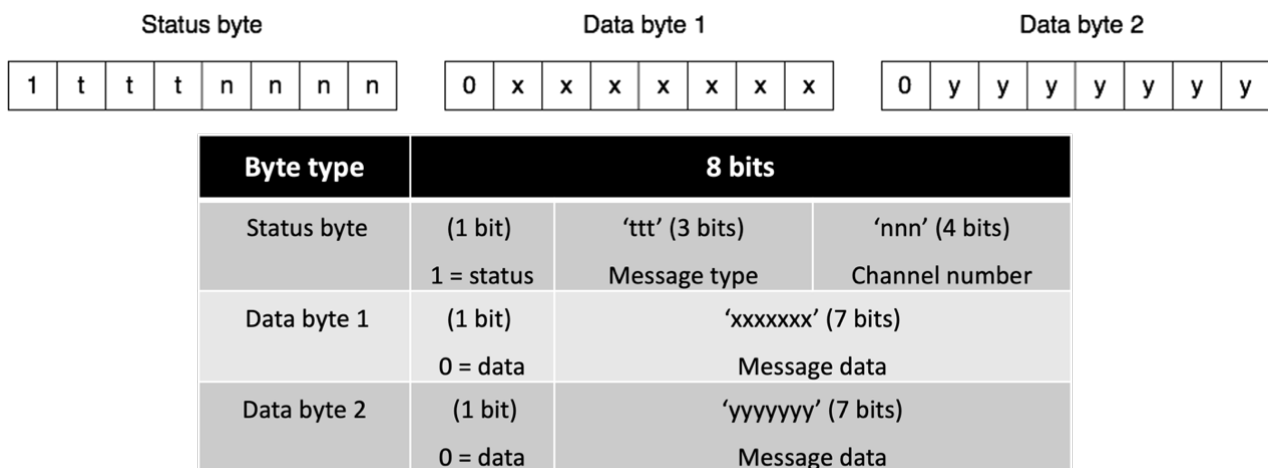 Status byte Data byte 1 Data byte 2
1 t t t n n n n 0 x x x x x x x 0 y y y y y y y
Byte type 8 bits
Status byte (1 bit) ‘ttt’ (3 bits) ‘nnn’ (4 bits)
1 = status Message type Channel number
Data byte 1 (1 bit) ‘xxxxxxx’ (7 bits)
0 = data Message data
Data byte 2 (1 bit) ‘yyyyyyy’ (7 bits)
0 = data Message data